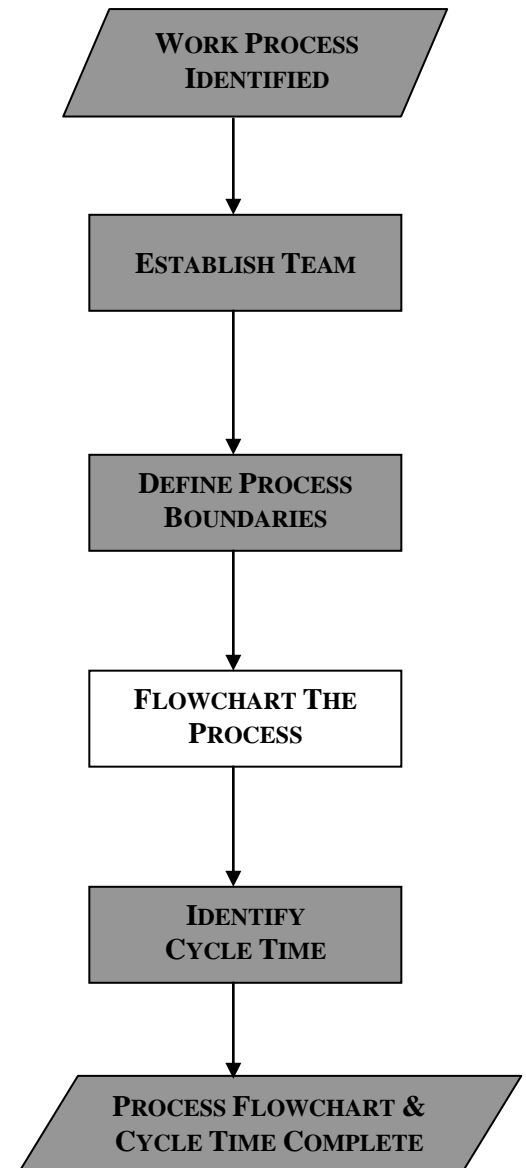 WORK PROCESS
IDENTIFIED
ESTABLISH TEAM
DEFINE PROCESS
BOUNDARIES
FLOWCHART THE
PROCESS
IDENTIFY
CYCLE TIME
PROCESS FLOWCHART &
CYCLE TIME COMPLETE